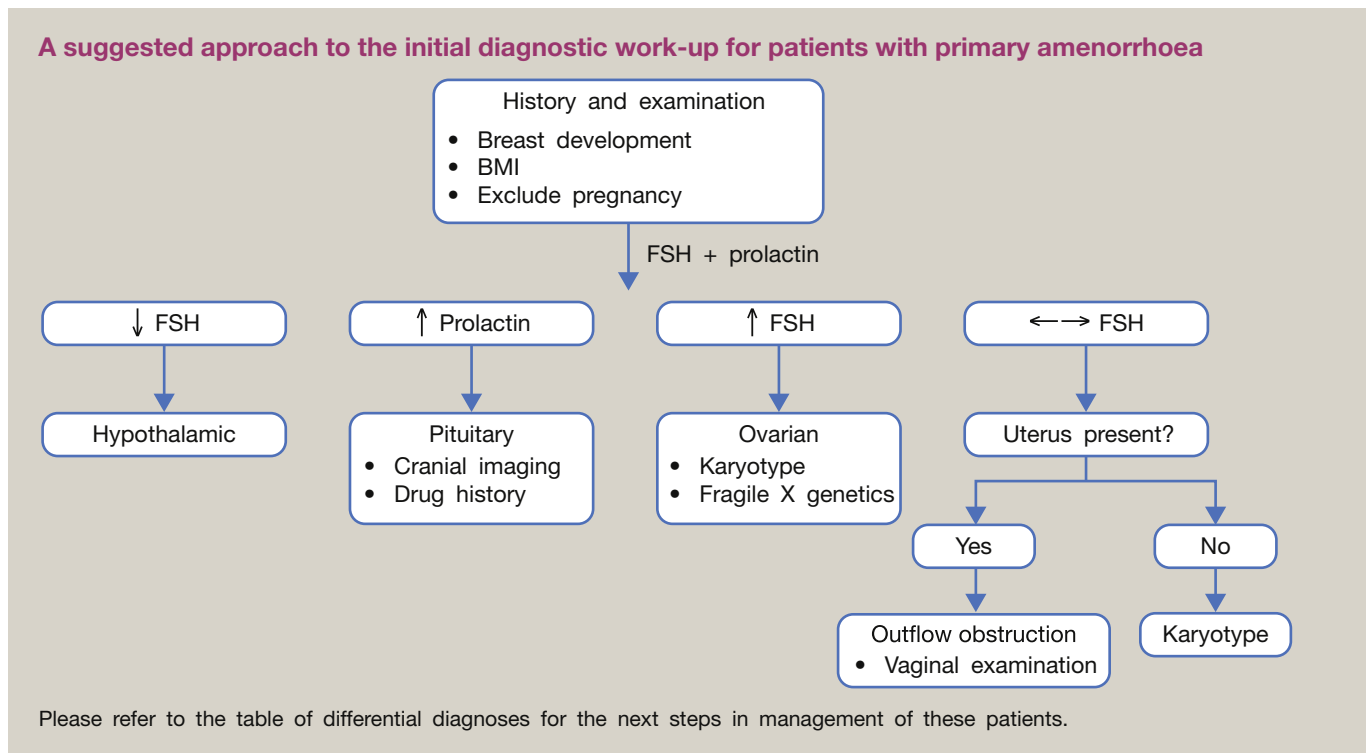 A suggested approach to the initial diagnostic work-up for patients with primary amenorrhoea
History and examination
• Breast development
• BMI
• Exclude pregnancy
FSH + prolactin
↓ FSH
↑ Prolactin
↑ FSH
←→ FSH
Hypothalamic
Pituitary
• Cranial imaging
• Drug history
Ovarian
• Karyotype
• Fragile X genetics
Uterus present?
Yes
No
Outflow obstruction
• Vaginal examination
Karyotype
Please refer to the table of differential diagnoses for the next steps in management of these patients.